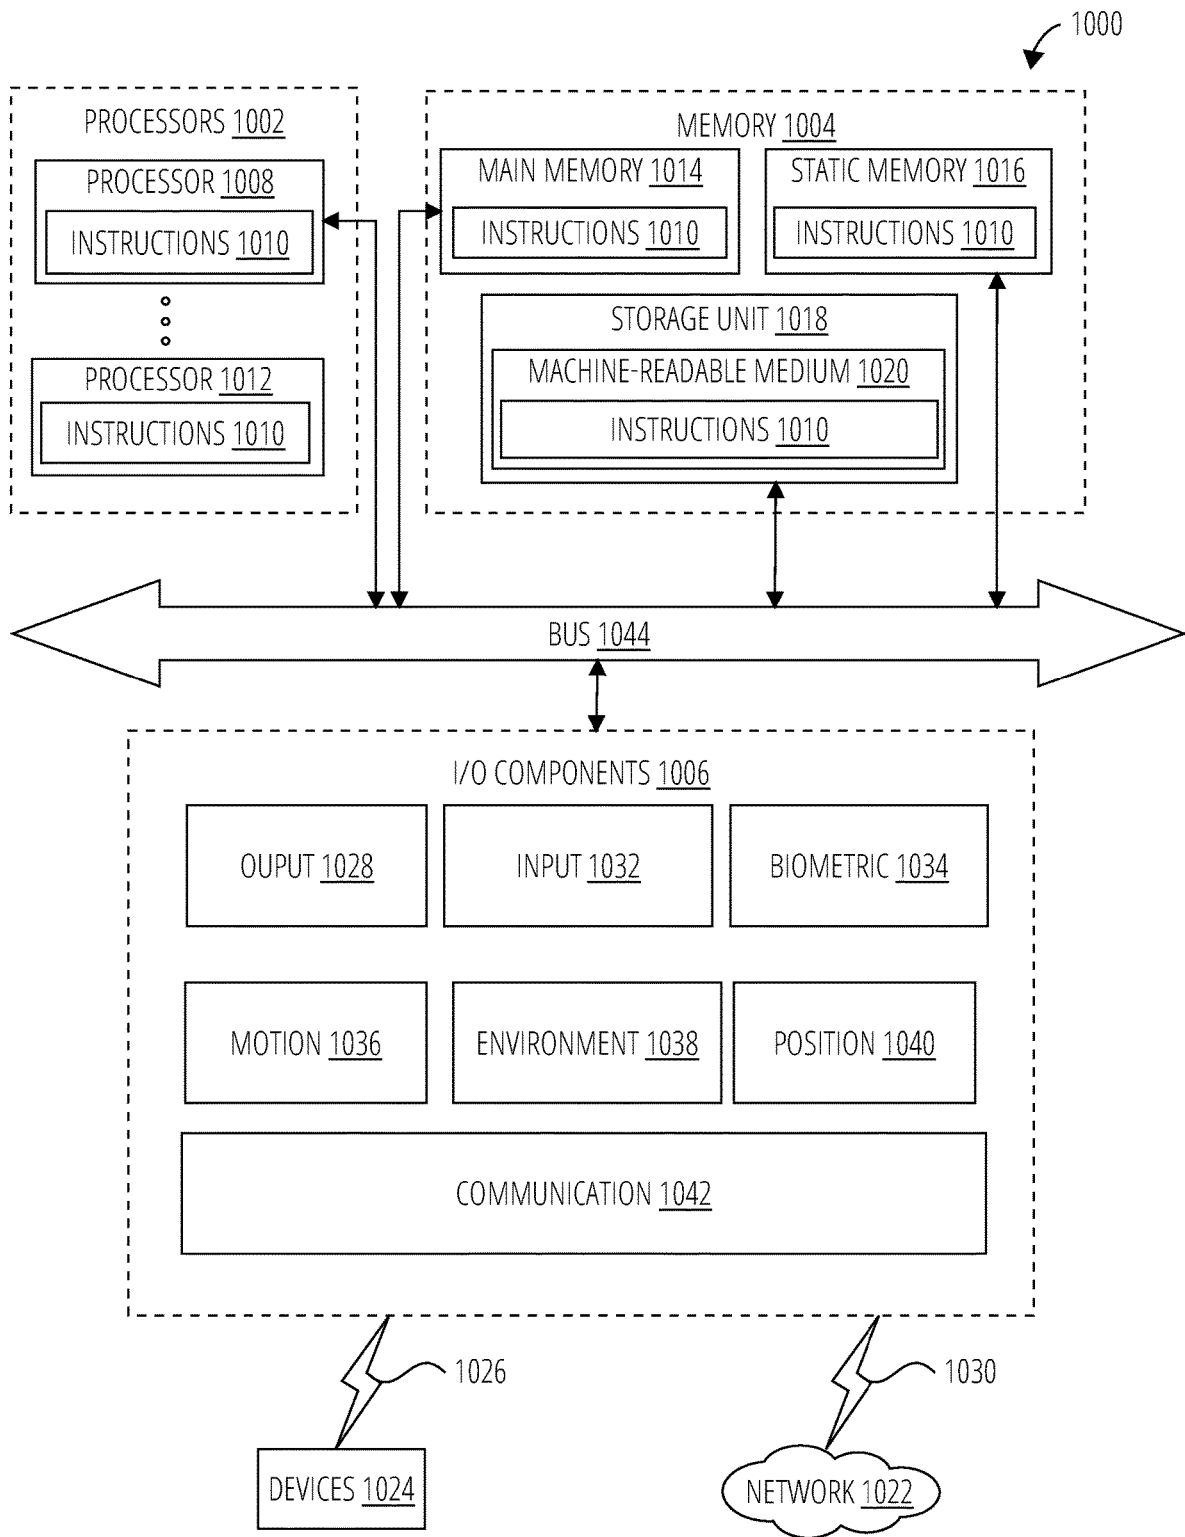 1000
PROCESSORS 1002
PROCESSOR 1008
INSTRUCTIONS 1010
PROCESSOR 1012
INSTRUCTIONS 1010
MEMORY 1004
MAIN MEMORY 1014
INSTRUCTIONS 1010
STATIC MEMORY 1016
INSTRUCTIONS 1010
STORAGE UNIT 1018
MACHINE-READABLE MEDIUM 1020
INSTRUCTIONS 1010
BUS 1044
I/O COMPONENTS 1006
OUPUT 1028
INPUT 1032
BIOMETRIC 1034
MOTION 1036
ENVIRONMENT 1038
POSITION 1040
COMMUNICATION 1042
1026
1030
DEVICES 1024
NETWORK 1022